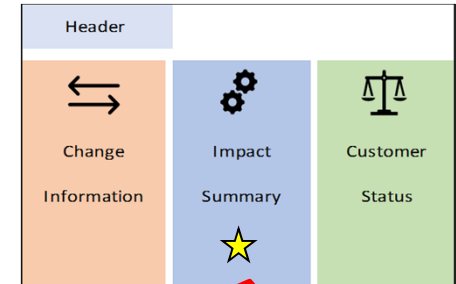 Header
Change
Information
Impact
Summary
Customer
Status